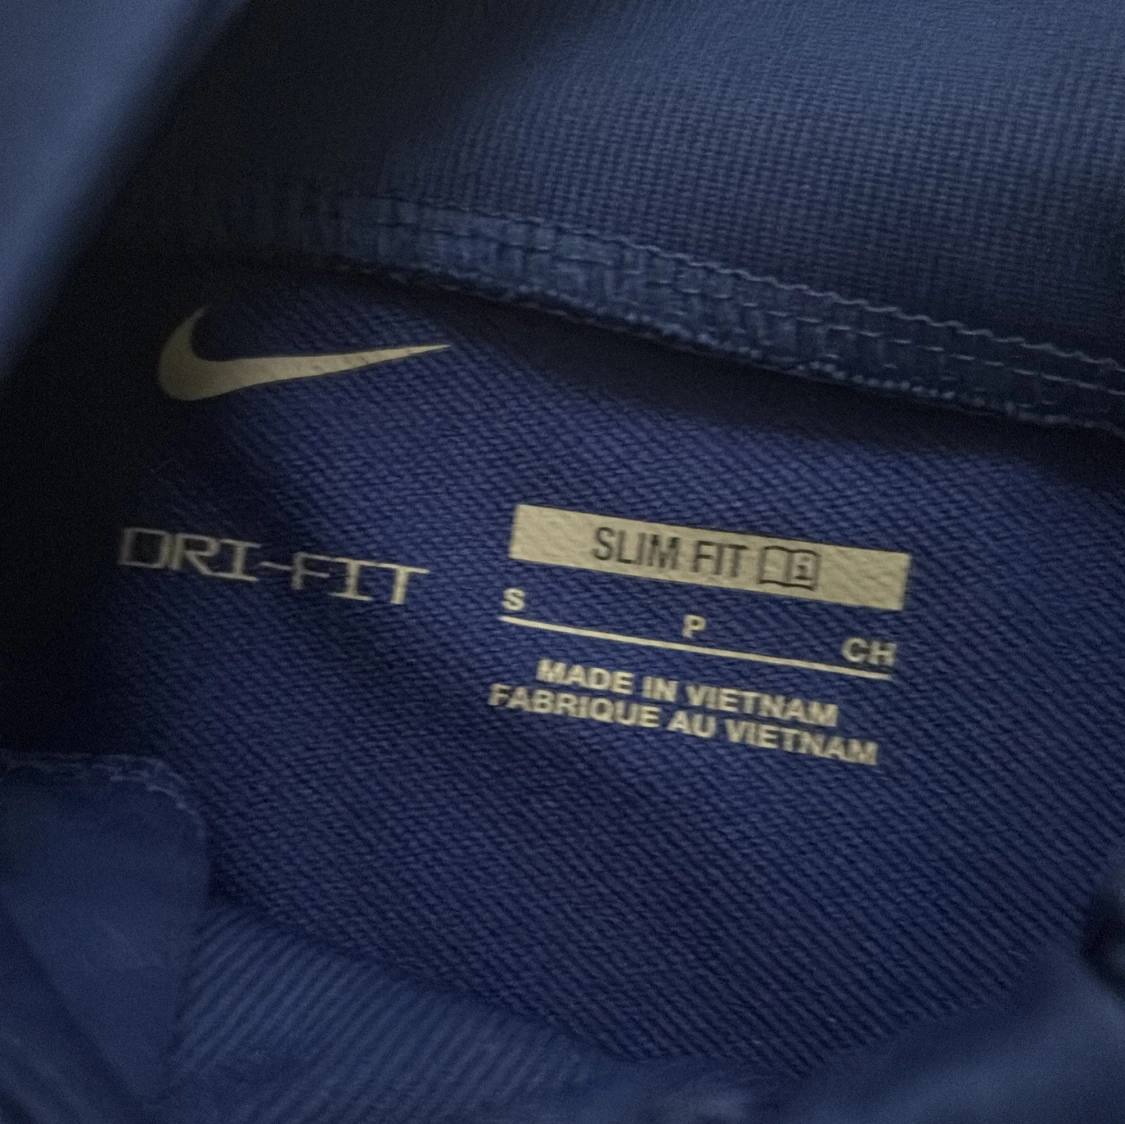 DRI-FIT
SLIM FIT
S P CH
MADE IN VIETNAM
FABRIQUE AU VIETNAM